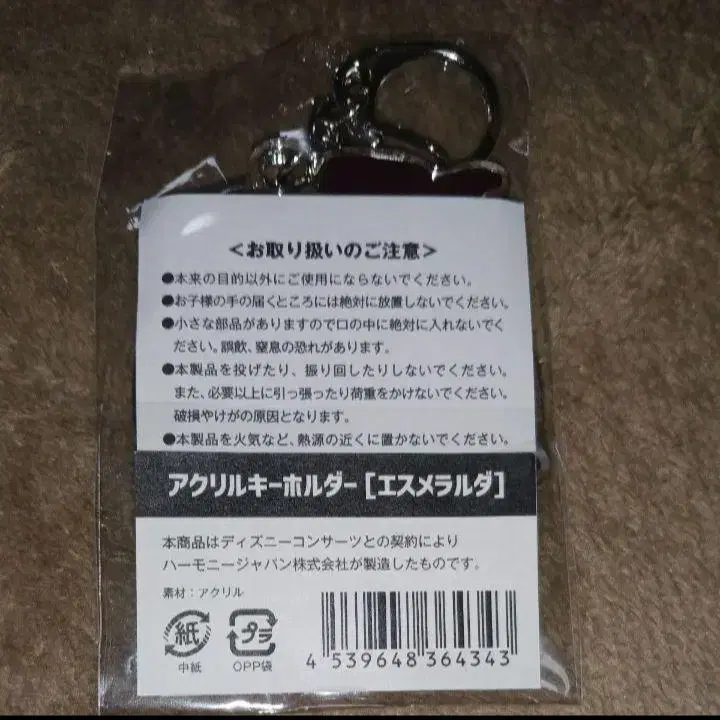 ＜お取り扱いのご注意＞
●本来の目的以外にご使用にならないでください。
●お子様の手の届くところには絶対に放置しないでください。
●小さな部品がありますので口の中に絶対に入れないでく
ださい。誤飲、窒息の恐れがあります。
●本製品を投げたり、振り回したりしないでください。
また、必要以上に引っ張ったり荷重をかけないでください。
破損やけがの原因となります。
●本製品を火気など、熱源の近くに置かないでください。
アクリルキーホルダー［エスメラルダ］
本商品はディズニーコンサーツとの契約により
ハーモニージャパン株式会社が製造したものです。
素材：アクリル
紙
中紙
プラ
OPP袋
4 539648 364343